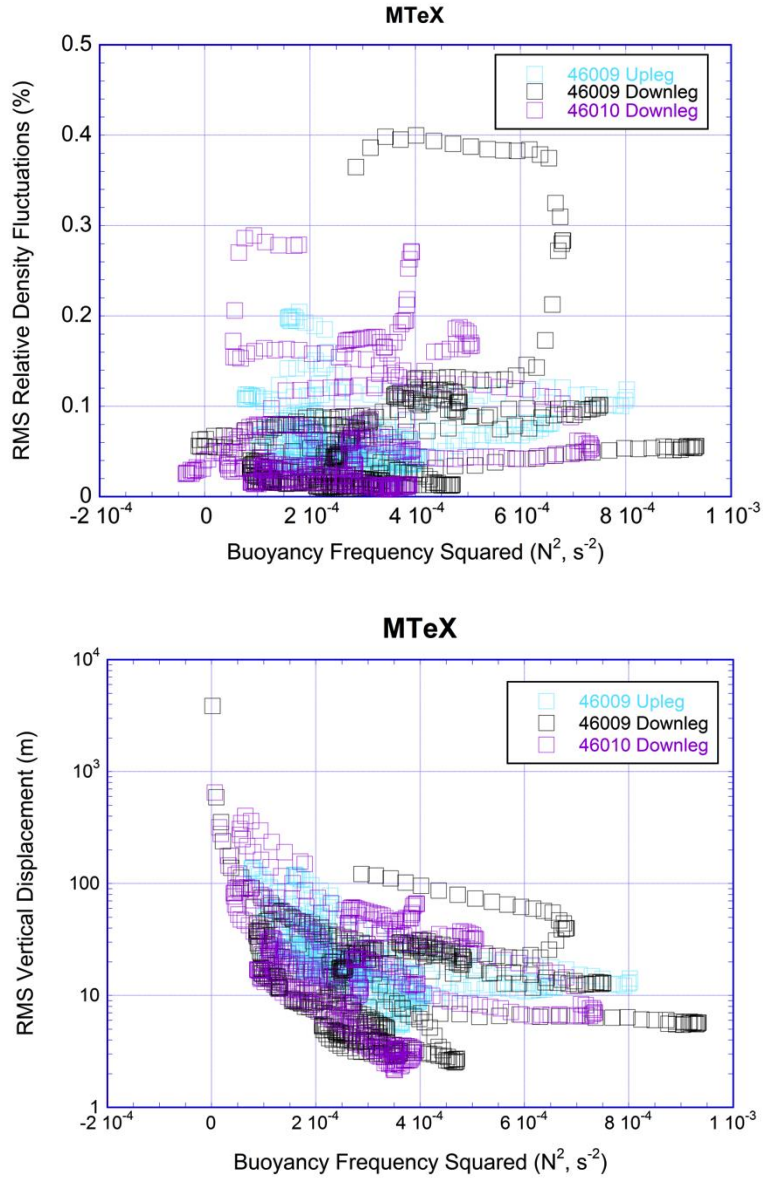 MTeX
RMS Relative Density Fluctuations (%)
0.5
0.4
0.3
0.2
0.1
0
46009 Upleg
46009 Downleg
46010 Downleg
-2 10⁻⁴ 0 2 10⁻⁴ 4 10⁻⁴ 6 10⁻⁴ 8 10⁻⁴ 1 10⁻³
Buoyancy Frequency Squared (N², s⁻²)
MTeX
RMS Vertical Displacement (m)
10⁴
10³
100
10
1
46009 Upleg
46009 Downleg
46010 Downleg
-2 10⁻⁴ 0 2 10⁻⁴ 4 10⁻⁴ 6 10⁻⁴ 8 10⁻⁴ 1 10⁻³
Buoyancy Frequency Squared (N², s⁻²)